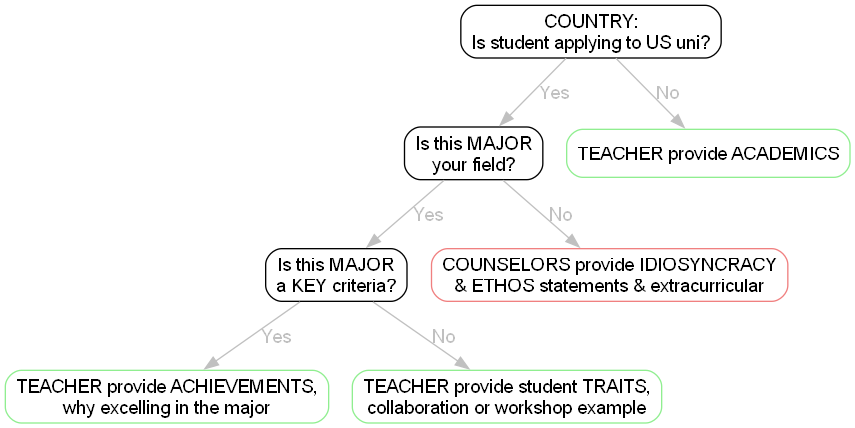 COUNTRY:
Is student applying to US uni?
Yes
No
Is this MAJOR
your field?
TEACHER provide ACADEMICS
Yes
No
Is this MAJOR
a KEY criteria?
COUNSELORS provide IDIOSYNCRACY
& ETHOS statements & extracurricular
Yes
No
TEACHER provide ACHIEVEMENTS,
why excelling in the major
TEACHER provide student TRAITS,
collaboration or workshop example